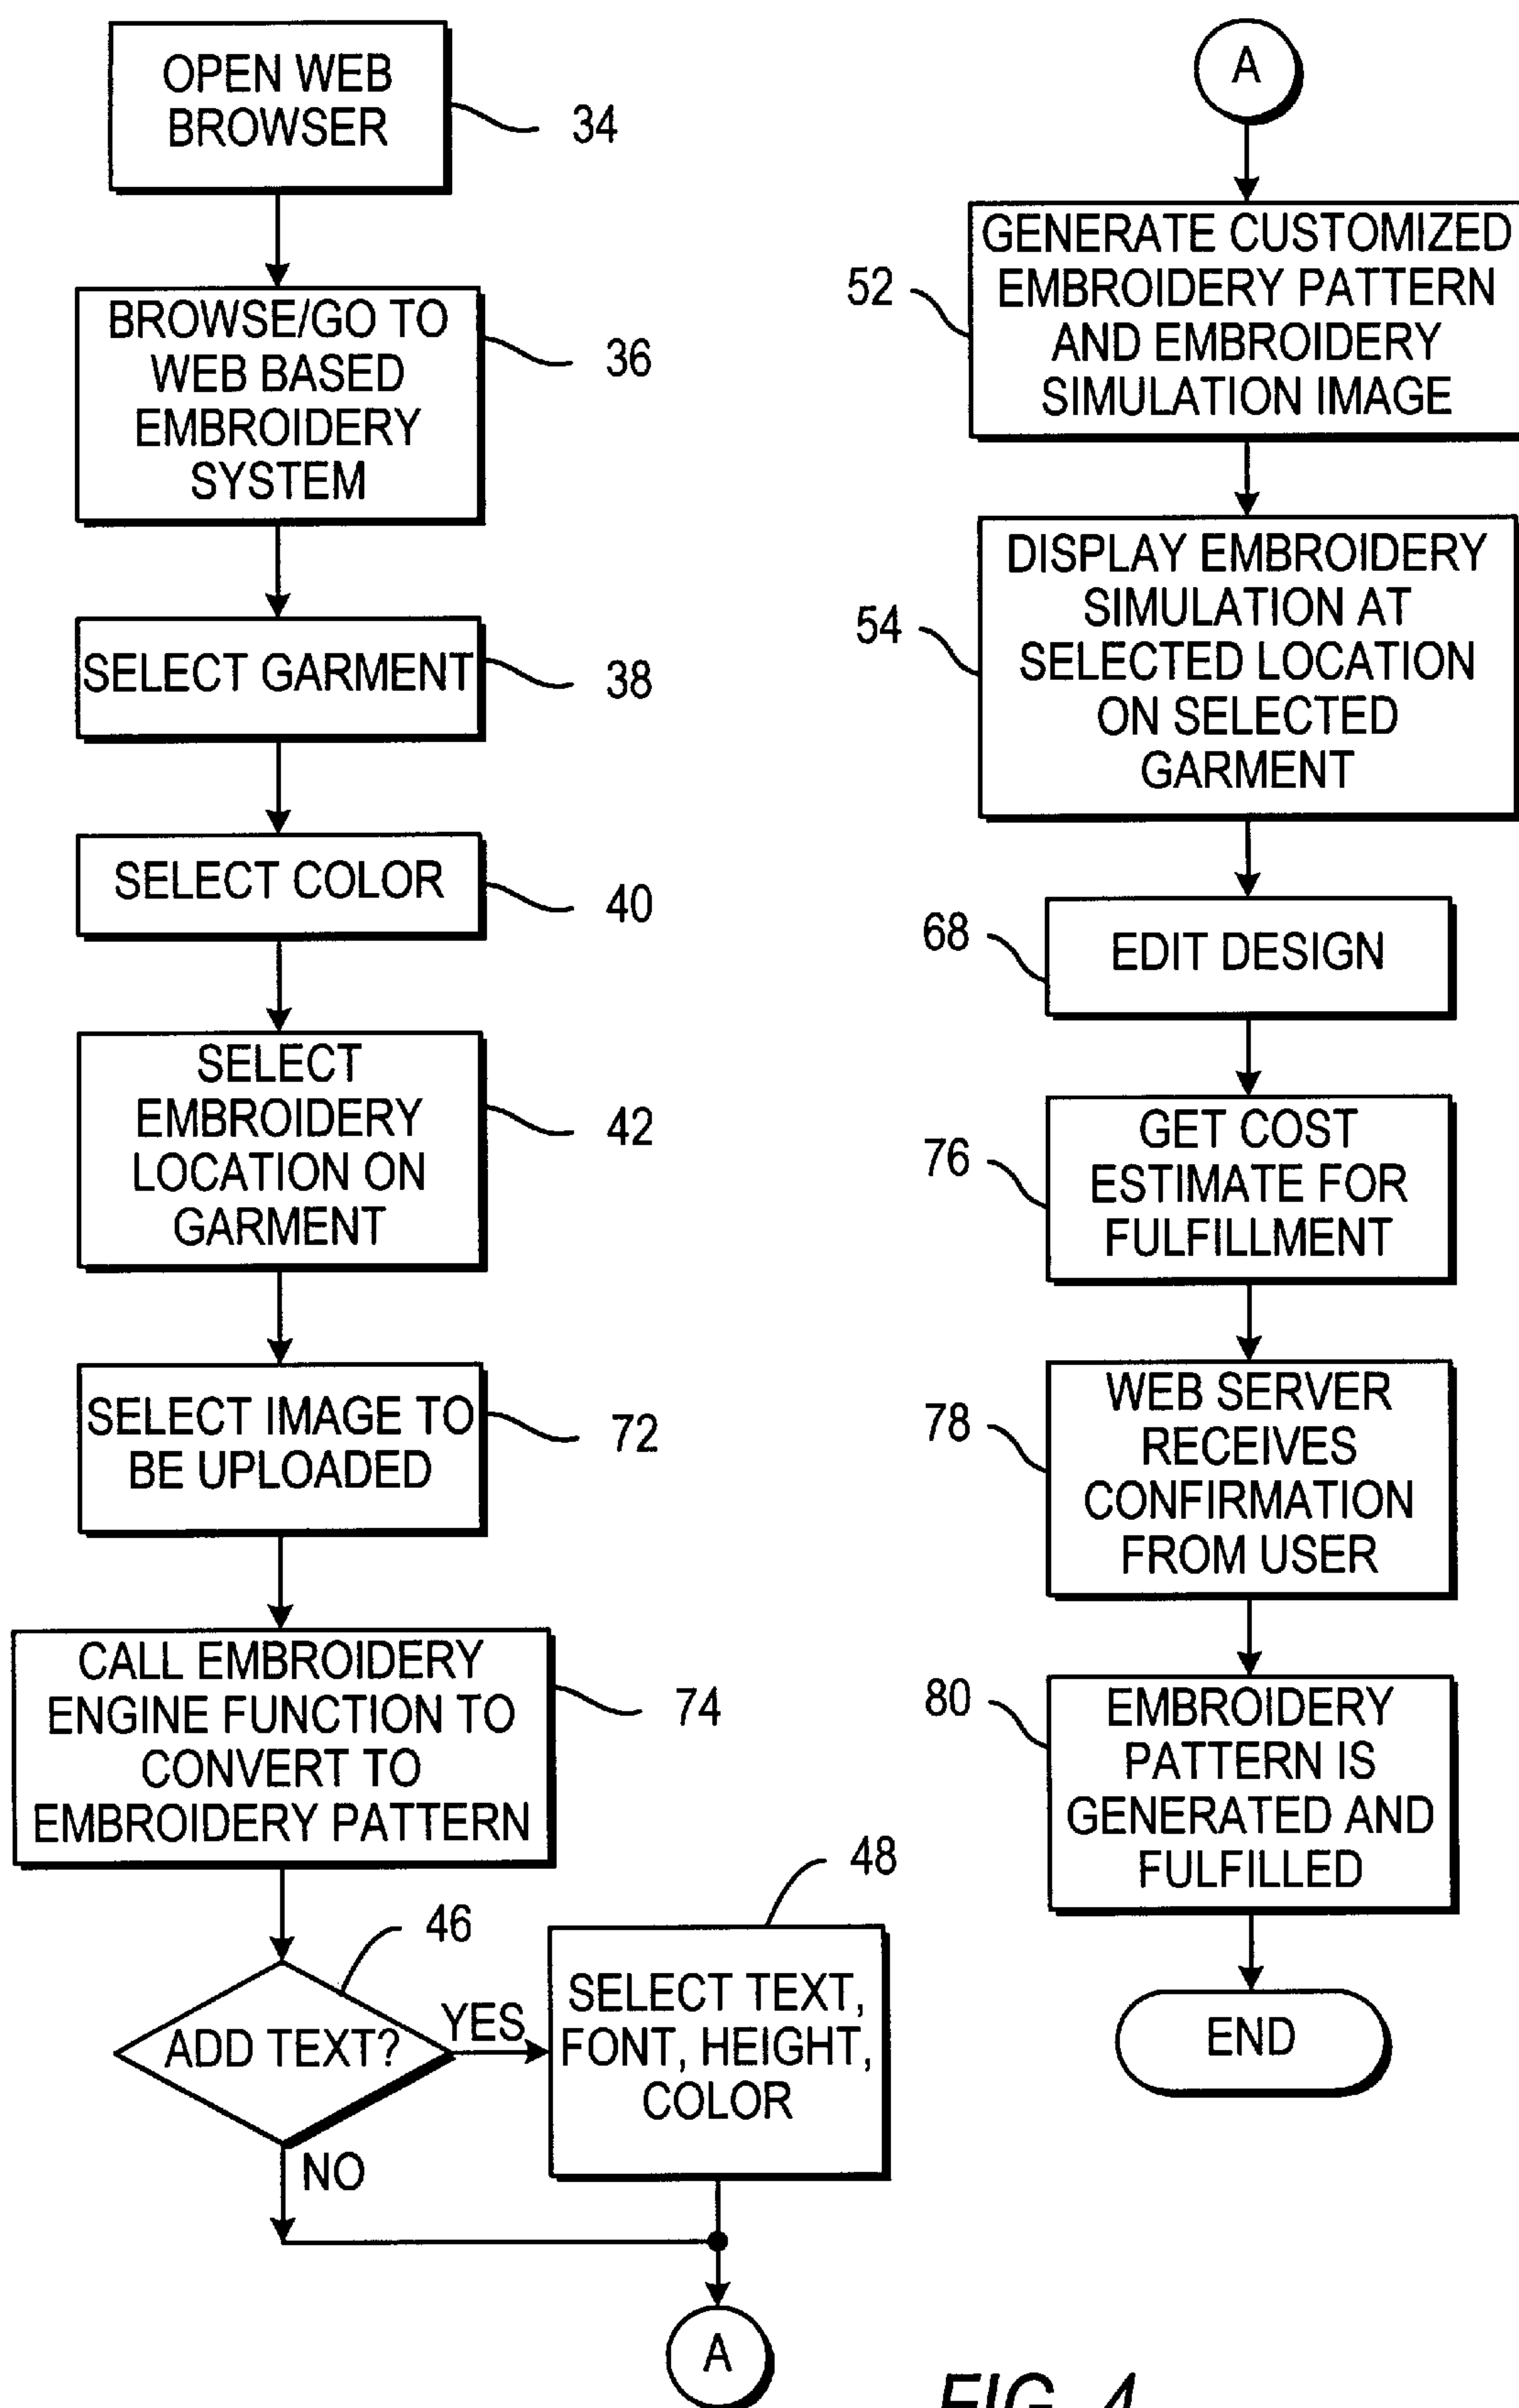 OPEN WEB
BROWSER
34
BROWSE/GO TO
WEB BASED
EMBROIDERY
SYSTEM
36
SELECT GARMENT
38
SELECT COLOR
40
SELECT
EMBROIDERY
LOCATION ON
GARMENT
42
SELECT IMAGE TO
BE UPLOADED
72
CALL EMBROIDERY
ENGINE FUNCTION TO
CONVERT TO
EMBROIDERY PATTERN
74
46
ADD TEXT?
YES
NO
48
SELECT TEXT,
FONT, HEIGHT,
COLOR
A
A
GENERATE CUSTOMIZED
EMBROIDERY PATTERN
AND EMBROIDERY
SIMULATION IMAGE
52
DISPLAY EMBROIDERY
SIMULATION AT
SELECTED LOCATION
ON SELECTED
GARMENT
54
EDIT DESIGN
68
GET COST
ESTIMATE FOR
FULFILLMENT
76
WEB SERVER
RECEIVES
CONFIRMATION
FROM USER
78
EMBROIDERY
PATTERN IS
GENERATED AND
FULFILLED
80
END
FIG. 4